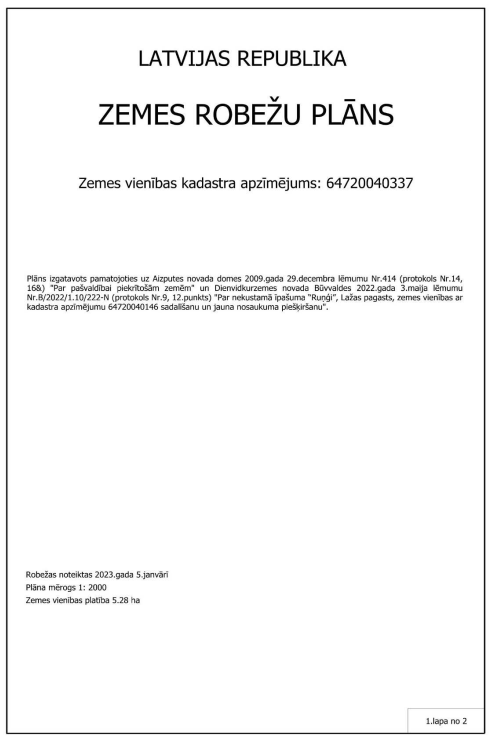 LATVIJAS REPUBLIKA
ZEMES ROBEŽU PLĀNS
Zemes vienības kadastra apzīmējums: 64720040337
Plāns izgatavots pamatojoties uz Aizputes novada domes 2009.gada 29.decembra lēmumu Nr.414 (protokols Nr.14,
16&) "Par pašvaldībai piekrītošām zemēm" un Dienvidkurzemes novada Būvvaldes 2022.gada 3.maija lēmumu
Nr.B/2022/1.10/222-N (protokols Nr.9, 12.punkts) "Par nekustamā īpašuma "Ruņģi", Lažas pagasts, zemes vienības ar
kadastra apzīmējumu 64720040146 sadalīšanu un jauna nosaukuma piešķiršanu".
Robežas noteiktas 2023.gada 5.janvārī
Plāna mērogs 1: 2000
Zemes vienības platība 5.28 ha
1.lapa no 2